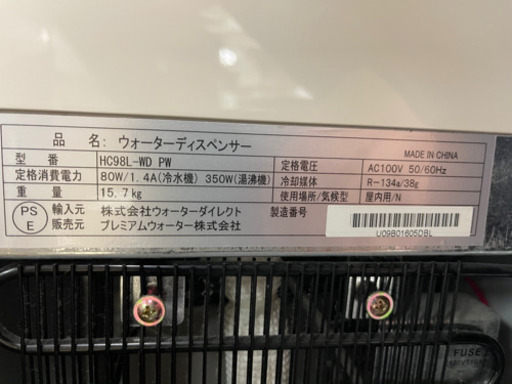 品 名: ウォーターディスペンサー
MADE IN CHINA
型 番 HC98L-WD PW 定格電圧 AC100V 50/60Hz
定格消費電力 80W/1.4A(冷水機) 350W(湯沸機) 冷却媒体 R-134a/38g
重 量 15.7kg 使用場所/気候型 屋内用/N
PS
E
輸入元 株式会社ウォーターダイレクト 製造番号
販売元 プレミアムウォーター株式会社
U09B01605DBL
FUSE